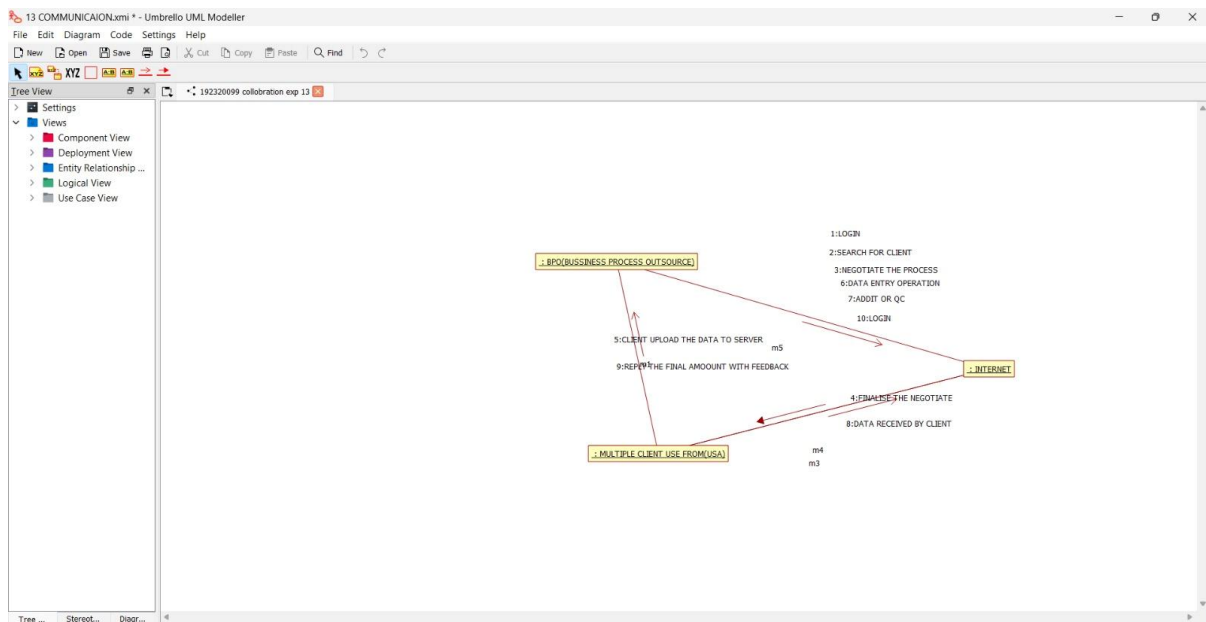 13 COMMUNICAION.xmi * - Umbrello UML Modeller
File Edit Diagram Code Settings Help
New Open Save Cut Copy Paste Find
XYZ XYZ A:B A:B
Tree View
192320099 collobration exp 13
Settings
Views
Component View
Deployment View
Entity Relationship ...
Logical View
Use Case View
1:LOGIN
2:SEARCH FOR CLIENT
: BPO(BUSSINESS PROCESS OUTSOURCE)
3:NEGOTIATE THE PROCESS
6:DATA ENTRY OPERATION
7:ADDIT OR QC
10:LOGIN
5:CLIENT UPLOAD THE DATA TO SERVER
m5
m1
9:REPLY THE FINAL AMOOUNT WITH FEEDBACK
: INTERNET
4:FINALISE THE NEGOTIATE
8:DATA RECEIVED BY CLIENT
: MULTIPLE CLIENT USE FROM(USA)
m4
m3
Tree ... Stereot... Diagr...